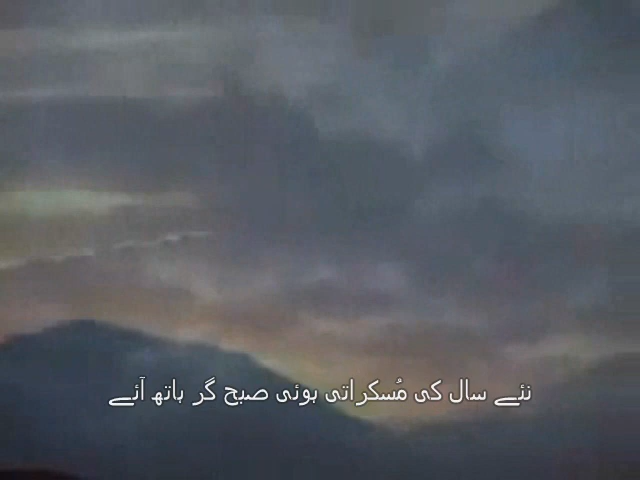 نئے سال کی مُسکراتی ہوئی صبح گر ہاتھ آئے